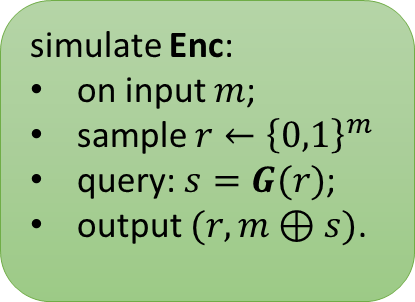 simulate Enc:
• on input m;
• sample r ← {0,1}^m
• query: s = G(r);
• output (r, m ⊕ s).